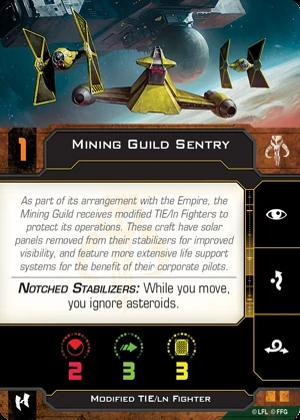 1 Mining Guild Sentry
As part of its arrangement with the Empire, the
Mining Guild receives modified TIE/ln Fighters to
protect its operations. These craft have solar
panels removed from their stabilizers for improved
visibility, and feature more extensive life support
systems for the benefit of their corporate pilots.
Notched Stabilizers: While you move,
you ignore asteroids.
2 3 3
Modified TIE/ln Fighter
©LFL ©FFG